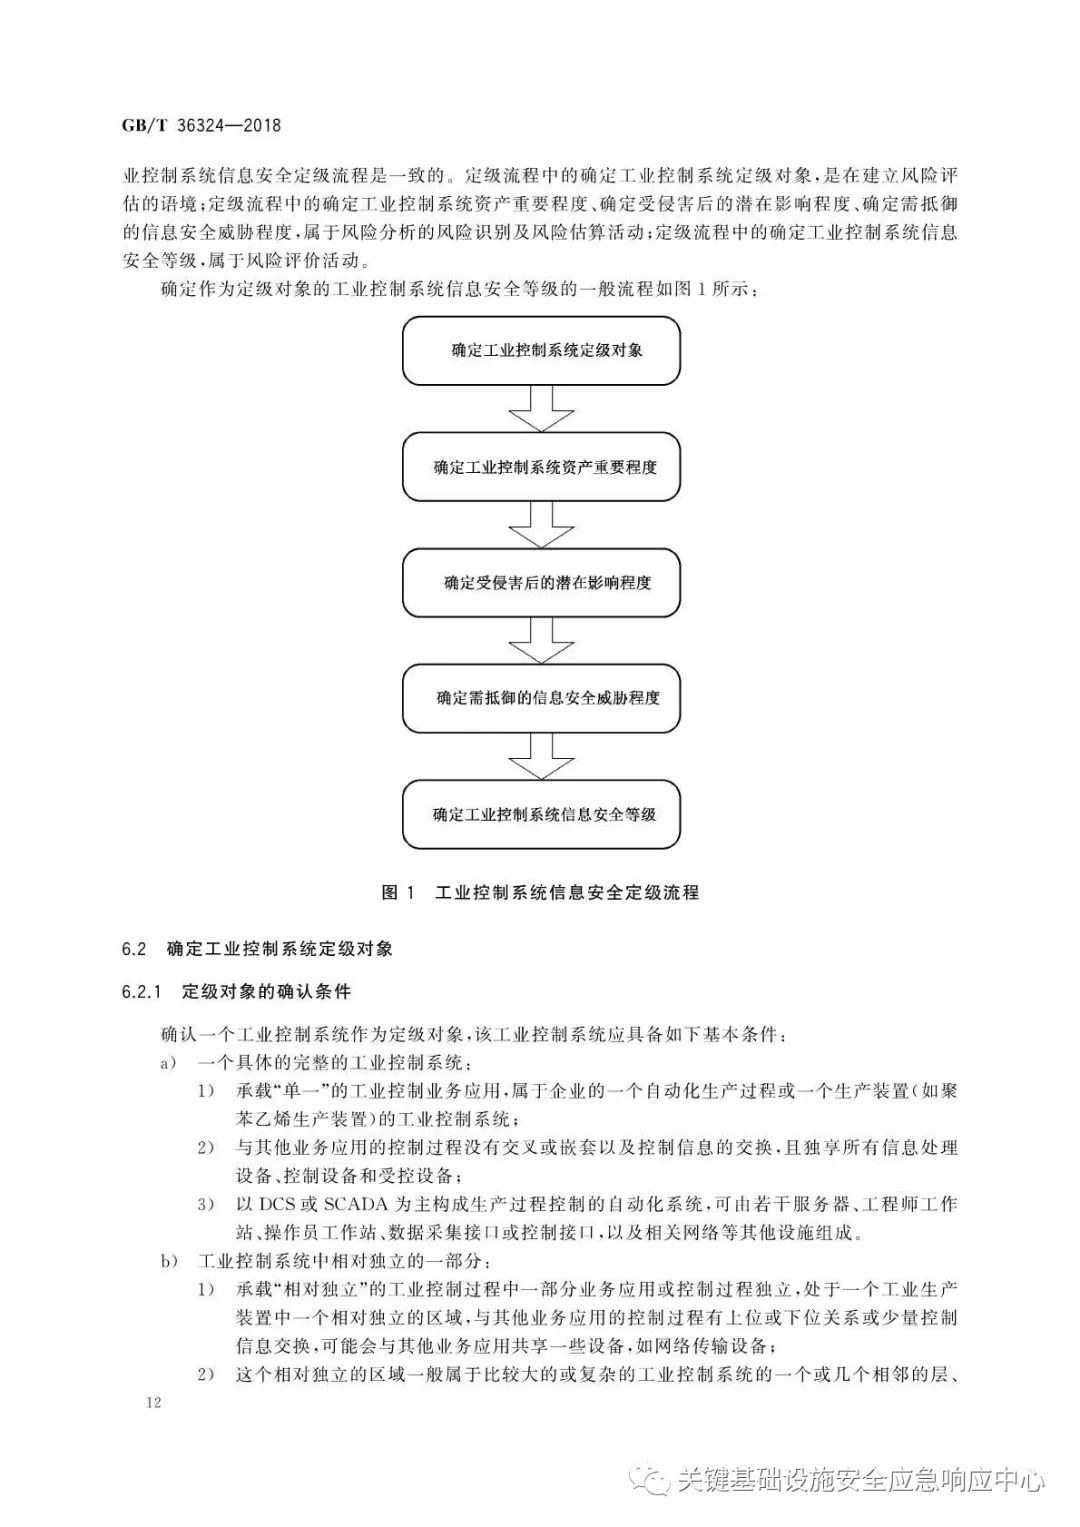 GB/T 36324—2018
业控制系统信息安全定级流程是一致的。定级流程中的确定工业控制系统定级对象,是在建立风险评
估的语境;定级流程中的确定工业控制系统资产重要程度、确定受侵害后的潜在影响程度、确定需抵御
的信息安全威胁程度,属于风险分析的风险识别及风险估算活动;定级流程中的确定工业控制系统信息
安全等级,属于风险评价活动。
确定作为定级对象的工业控制系统信息安全等级的一般流程如图 1 所示:
确定工业控制系统定级对象
确定工业控制系统资产重要程度
确定受侵害后的潜在影响程度
确定需抵御的信息安全威胁程度
确定工业控制系统信息安全等级
图 1 工业控制系统信息安全定级流程
6.2 确定工业控制系统定级对象
6.2.1 定级对象的确认条件
确认一个工业控制系统作为定级对象,该工业控制系统应具备如下基本条件:
a) 一个具体的完整的工业控制系统:
1) 承载“单一”的工业控制业务应用,属于企业的一个自动化生产过程或一个生产装置(如聚
苯乙烯生产装置)的工业控制系统;
2) 与其他业务应用的控制过程没有交叉或嵌套以及控制信息的交换,且独享所有信息处理
设备、控制设备和受控设备;
3) 以 DCS 或 SCADA 为主构成生产过程控制的自动化系统,可由若干服务器、工程师工作
站、操作员工作站、数据采集接口或控制接口,以及相关网络等其他设施组成。
b) 工业控制系统中相对独立的一部分:
1) 承载“相对独立”的工业控制过程中一部分业务应用或控制过程独立,处于一个工业生产
装置中一个相对独立的区域,与其他业务应用的控制过程有上位或下位关系或少量控制
信息交换,可能会与其他业务应用共享一些设备,如网络传输设备;
2) 这个相对独立的区域一般属于比较大的或复杂的工业控制系统的一个或几个相邻的层、
12
关键基础设施安全应急响应中心